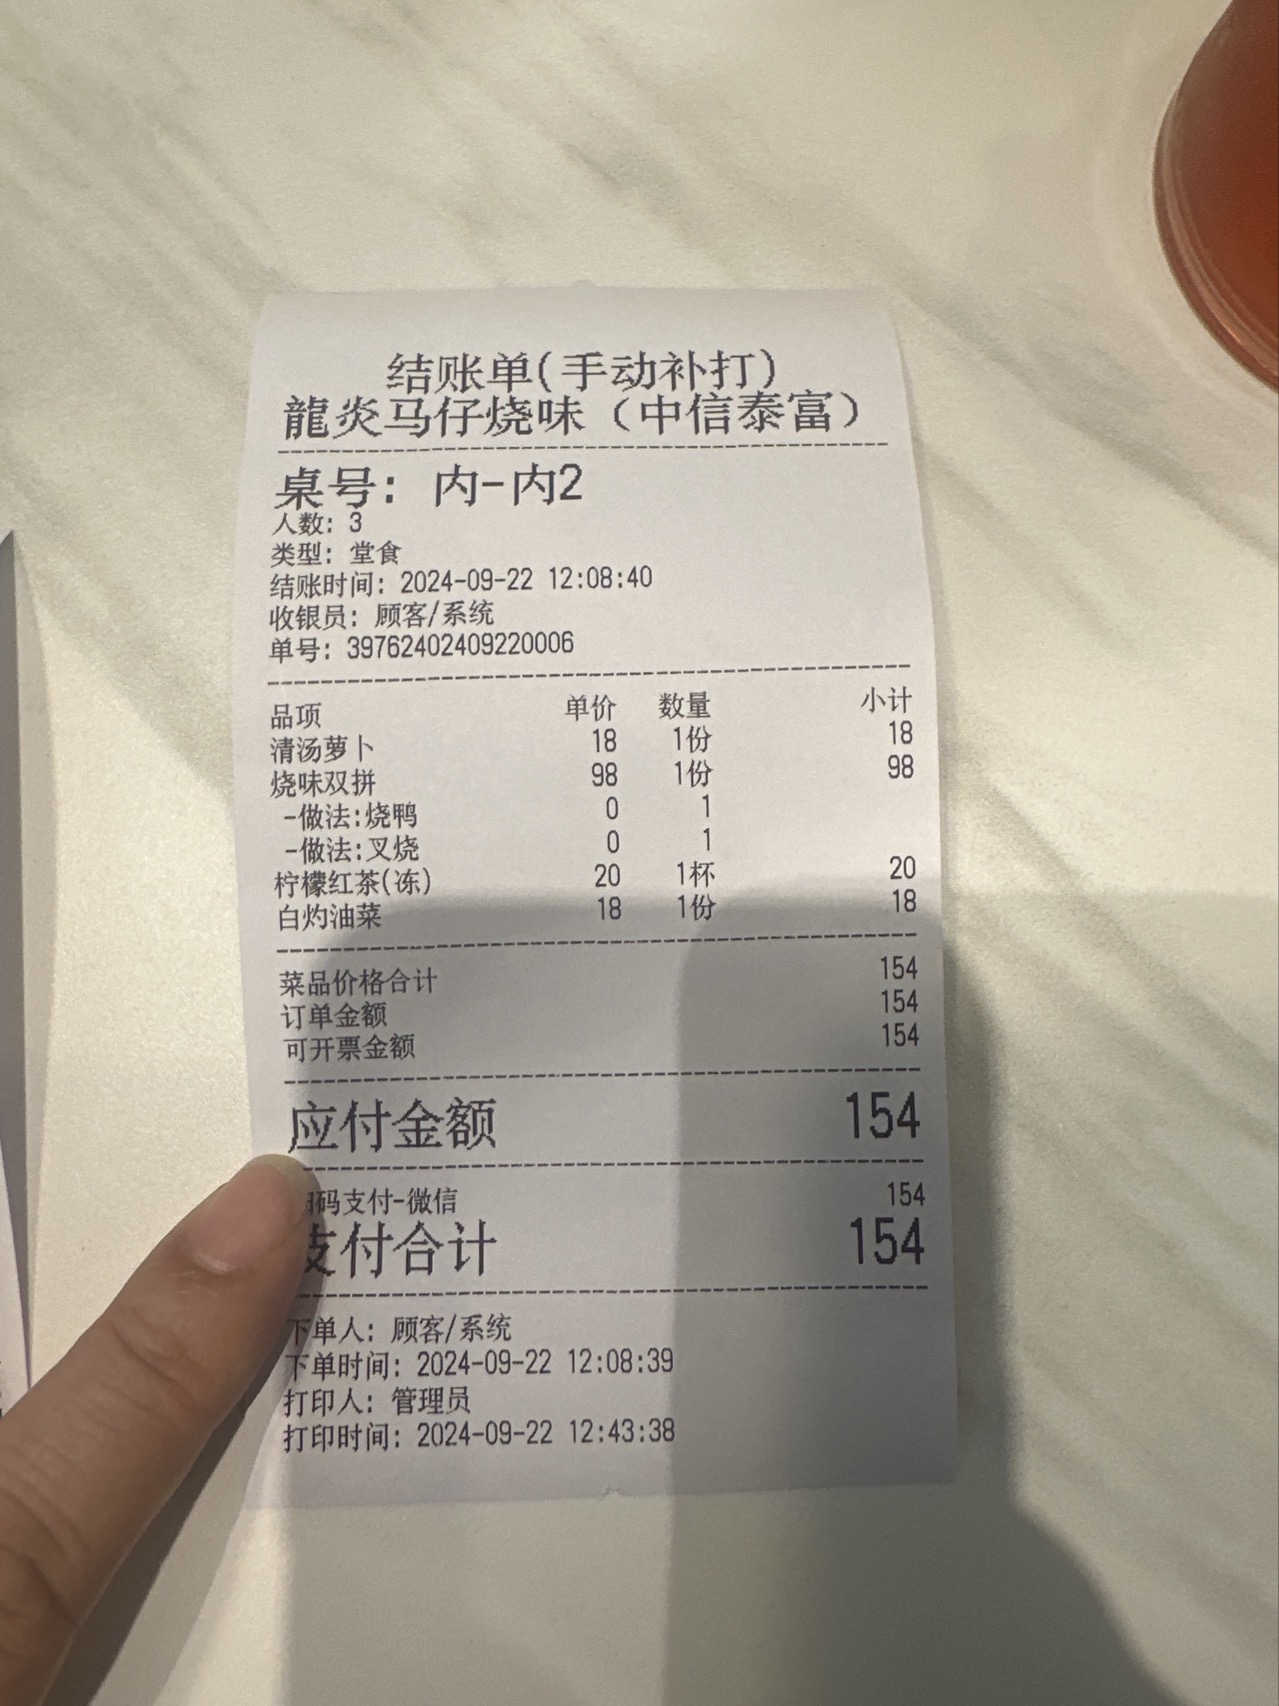 结账单(手动补打)
龍炎马仔烧味（中信泰富）
桌号: 内-内2
人数: 3
类型: 堂食
结账时间: 2024-09-22 12:08:40
收银员: 顾客/系统
单号: 39762402409220006
品项 单价 数量 小计
清汤萝卜 18 1份 18
烧味双拼 98 1份 98
-做法:烧鸭 0 1
-做法:叉烧 0 1
柠檬红茶(冻) 20 1杯 20
白灼油菜 18 1份 18
菜品价格合计 154
订单金额 154
可开票金额 154
应付金额 154
码支付-微信 154
支付合计 154
下单人: 顾客/系统
下单时间: 2024-09-22 12:08:39
打印人: 管理员
打印时间: 2024-09-22 12:43:38